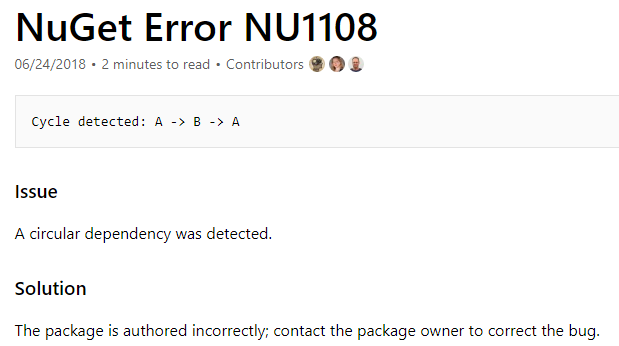 NuGet Error NU1108
06/24/2018 • 2 minutes to read • Contributors
Cycle detected: A -> B -> A
Issue
A circular dependency was detected.
Solution
The package is authored incorrectly; contact the package owner to correct the bug.